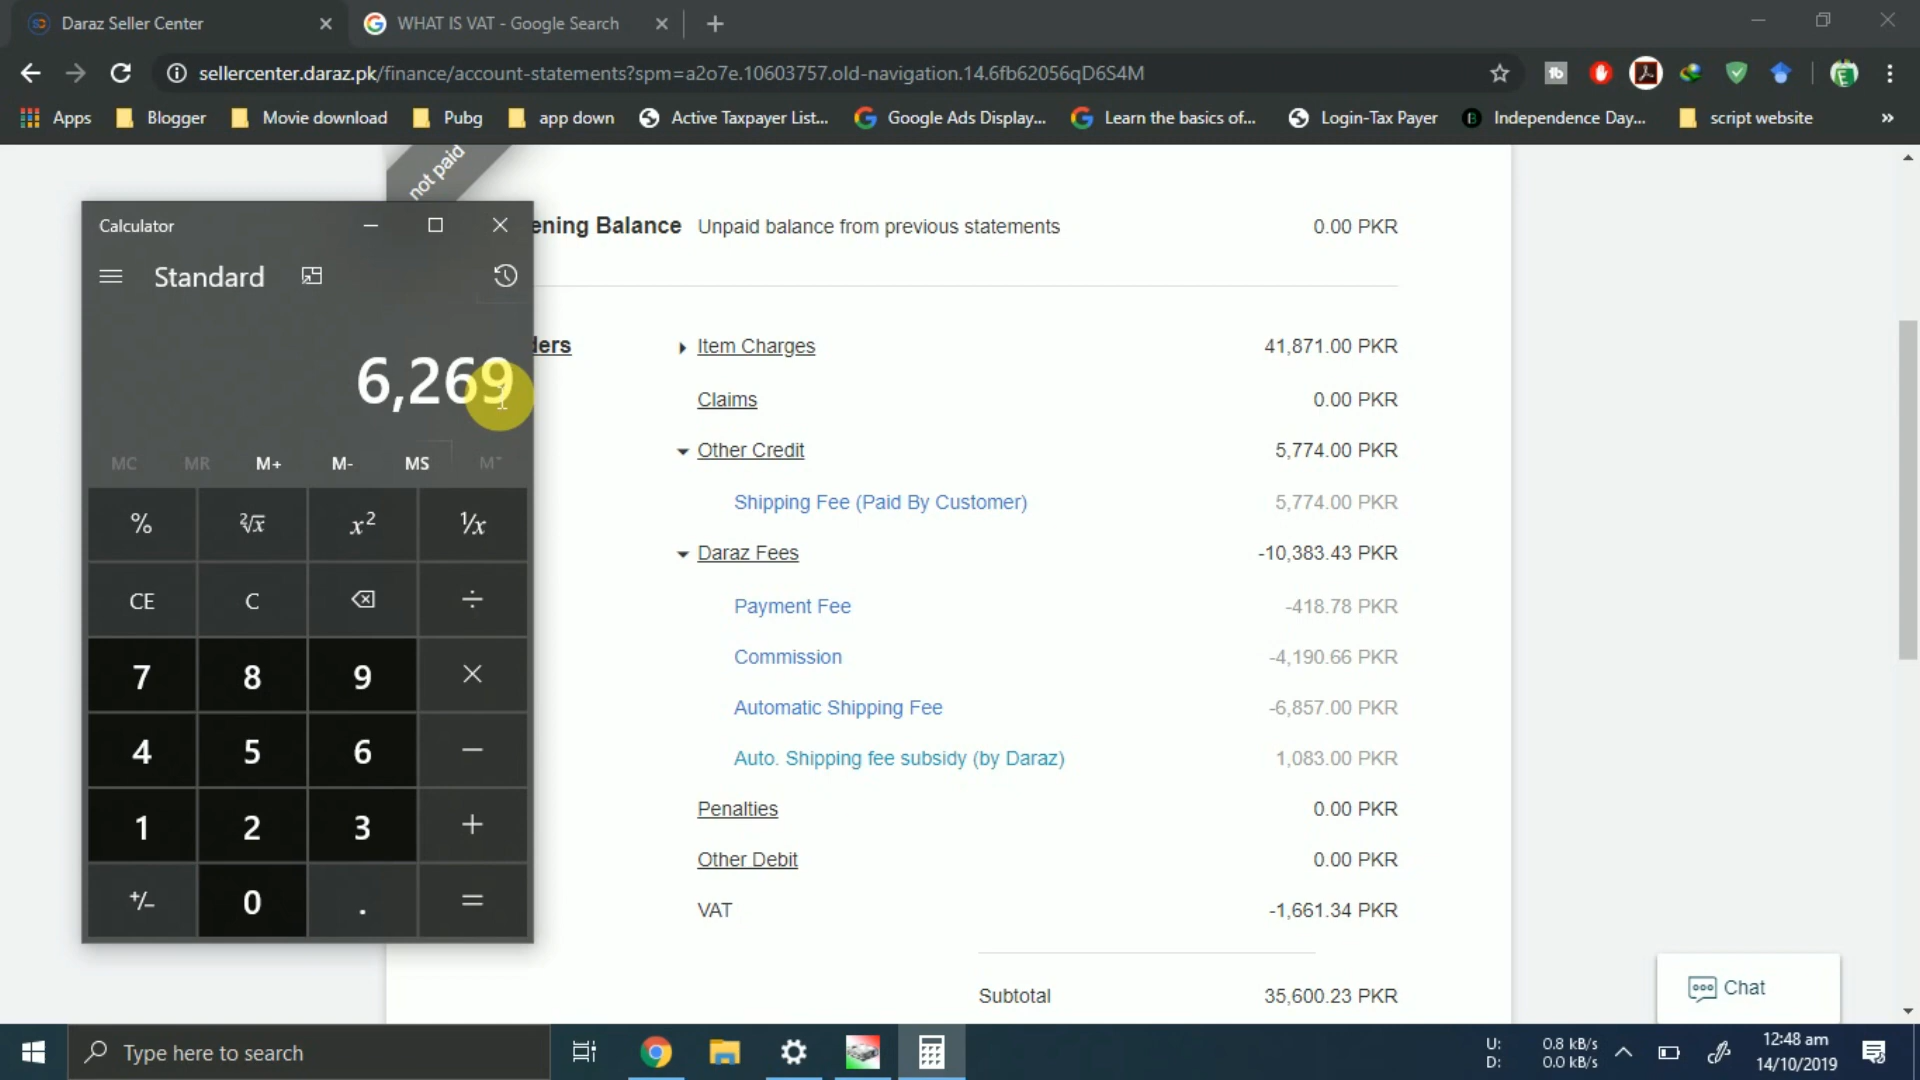 Daraz Seller Center
WHAT IS VAT - Google Search
sellercenter.daraz.pk/finance/account-statements?spm=a2o7e.10603757.old-navigation.14.6fb62056qD6S4M
Apps Blogger Movie download Pubg app down Active Taxpayer List... Google Ads Display... Learn the basics of... Login-Tax Payer Independence Day... script website »
not paid
Calculator
Standard
6,269
MC MR M+ M- MS M˅
% ²√x x² ¹/x
CE C ÷
7 8 9 ×
4 5 6 −
1 2 3 +
+/− 0 . =
ening Balance Unpaid balance from previous statements 0.00 PKR
ders Item Charges 41,871.00 PKR
Claims 0.00 PKR
Other Credit 5,774.00 PKR
Shipping Fee (Paid By Customer) 5,774.00 PKR
Daraz Fees -10,383.43 PKR
Payment Fee -418.78 PKR
Commission -4,190.66 PKR
Automatic Shipping Fee -6,857.00 PKR
Auto. Shipping fee subsidy (by Daraz) 1,083.00 PKR
Penalties 0.00 PKR
Other Debit 0.00 PKR
VAT -1,661.34 PKR
Subtotal 35,600.23 PKR
Chat
Type here to search
U: 0.8 kB/s
D: 0.0 kB/s
12:48 am
14/10/2019